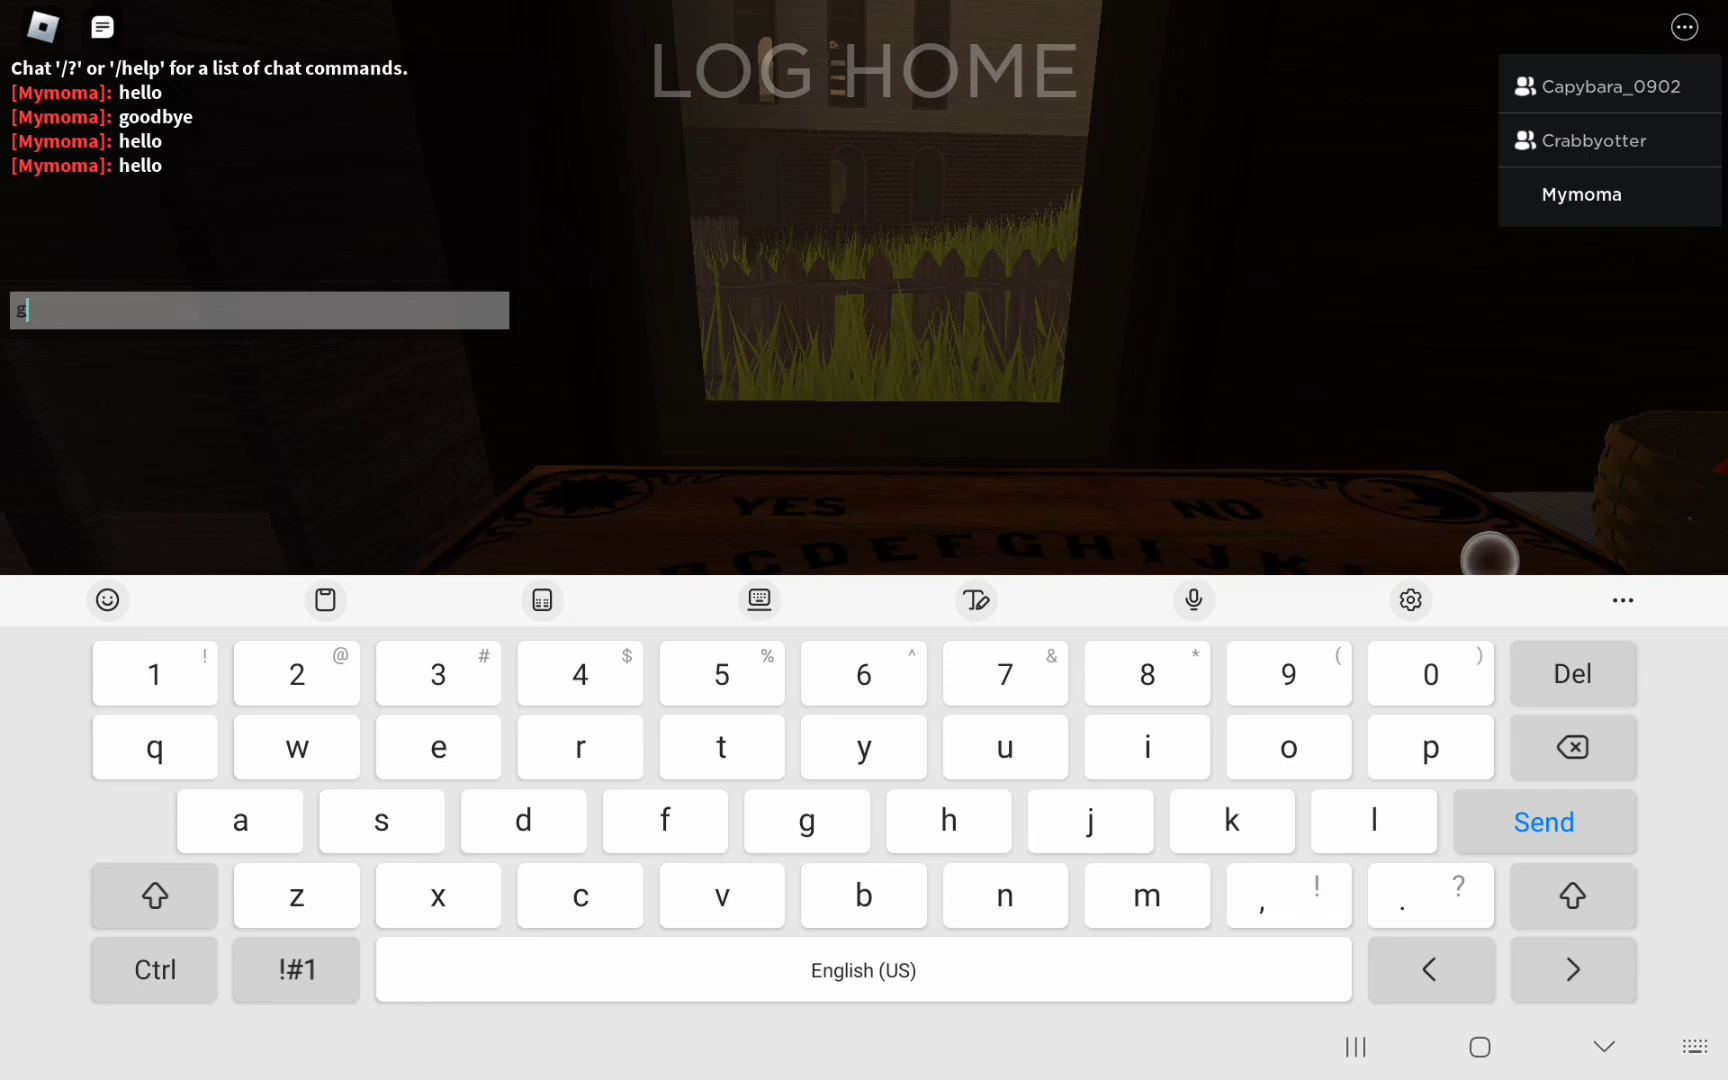 LOG HOME
Chat '/?' or '/help' for a list of chat commands.
[Mymoma]: hello
[Mymoma]: goodbye
[Mymoma]: hello
[Mymoma]: hello
g
Capybara_0902
Crabbyotter
Mymoma
YES NO
C D E F G H I J K
1 ! 2 @ 3 # 4 $ 5 % 6 ^ 7 & 8 * 9 ( 0 ) Del
q w e r t y u i o p
a s d f g h j k l Send
z x c v b n m , ! . ?
Ctrl !#1 English (US) < >